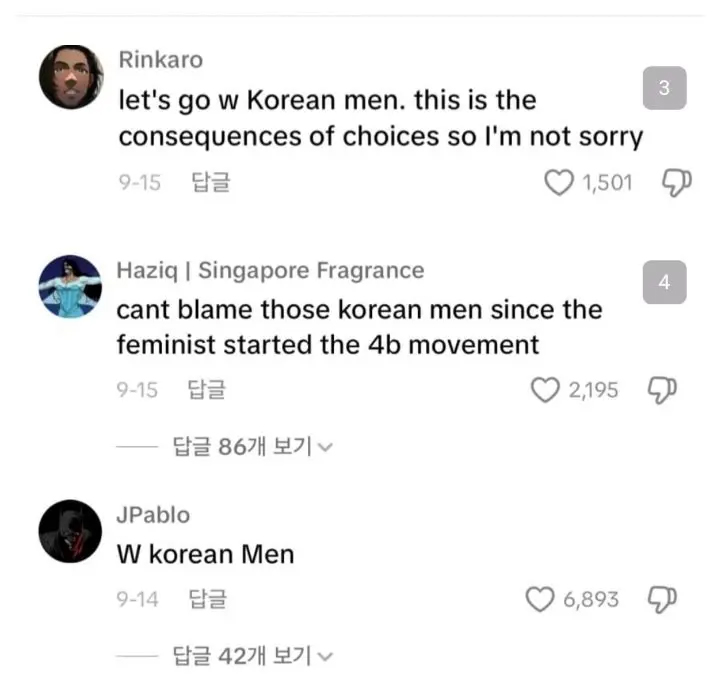 Rinkaro
3
let's go w Korean men. this is the
consequences of choices so I'm not sorry
9-15 답글 1,501
Haziq | Singapore Fragrance
4
cant blame those korean men since the
feminist started the 4b movement
9-15 답글 2,195
답글 86개 보기
JPablo
W korean Men
9-14 답글 6,893
답글 42개 보기